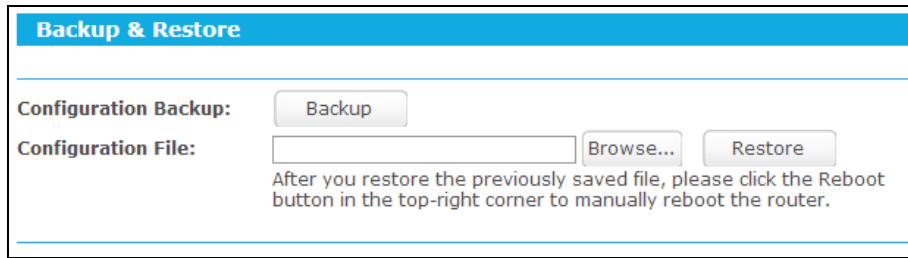 Backup & Restore
Configuration Backup: Backup
Configuration File: Browse... Restore
After you restore the previously saved file, please click the Reboot
button in the top-right corner to manually reboot the router.